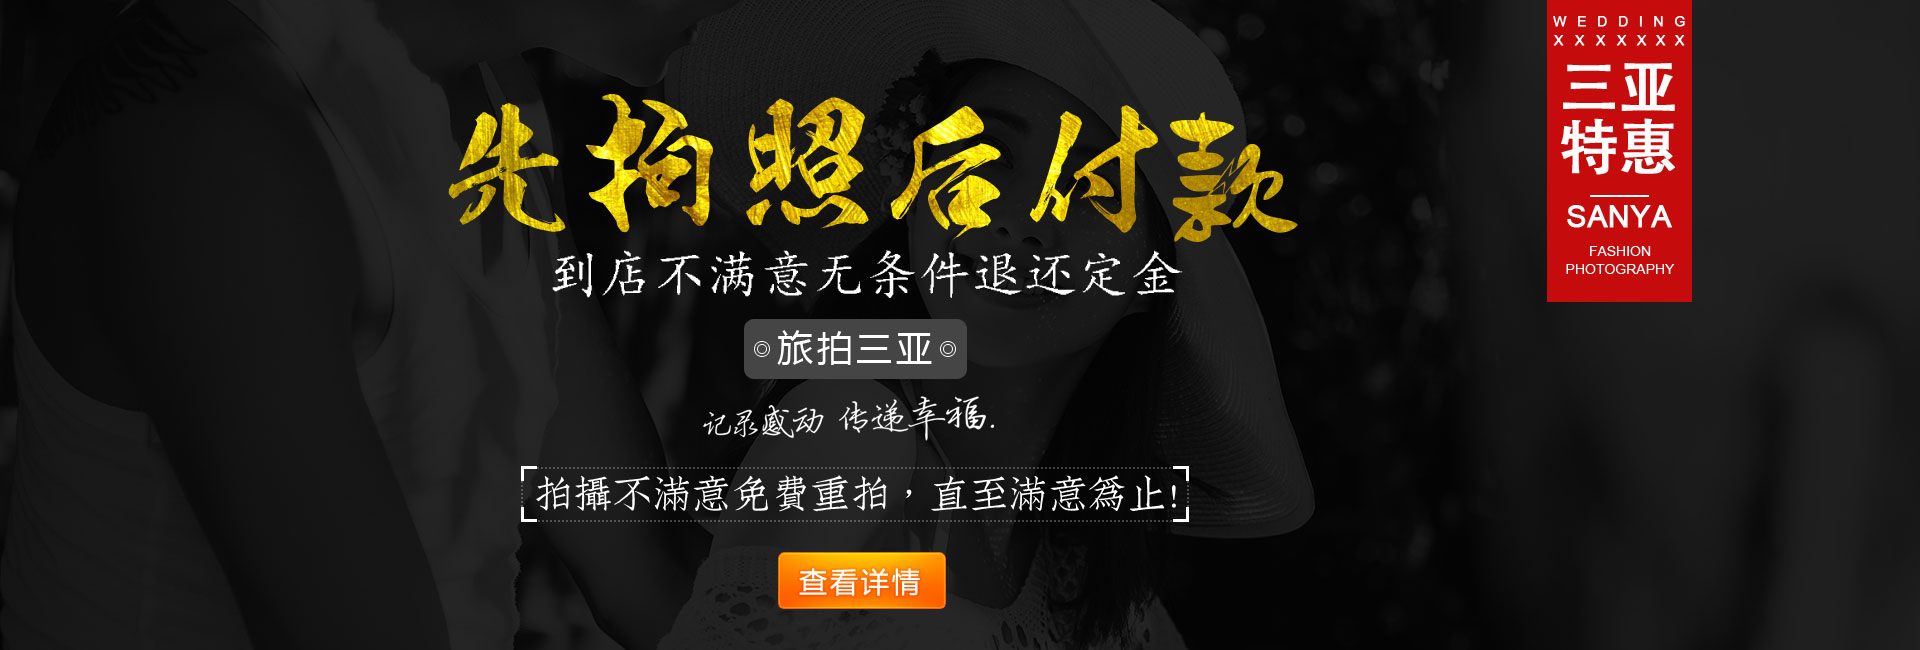 先拍照后付款
到店不满意无条件退还定金
旅拍三亚
记录感动 传递幸福.
拍攝不滿意免費重拍，直至滿意爲止!
查看详情
WEDDING
XXXXXXX
三亚
特惠
SANYA
FASHION
PHOTOGRAPHY